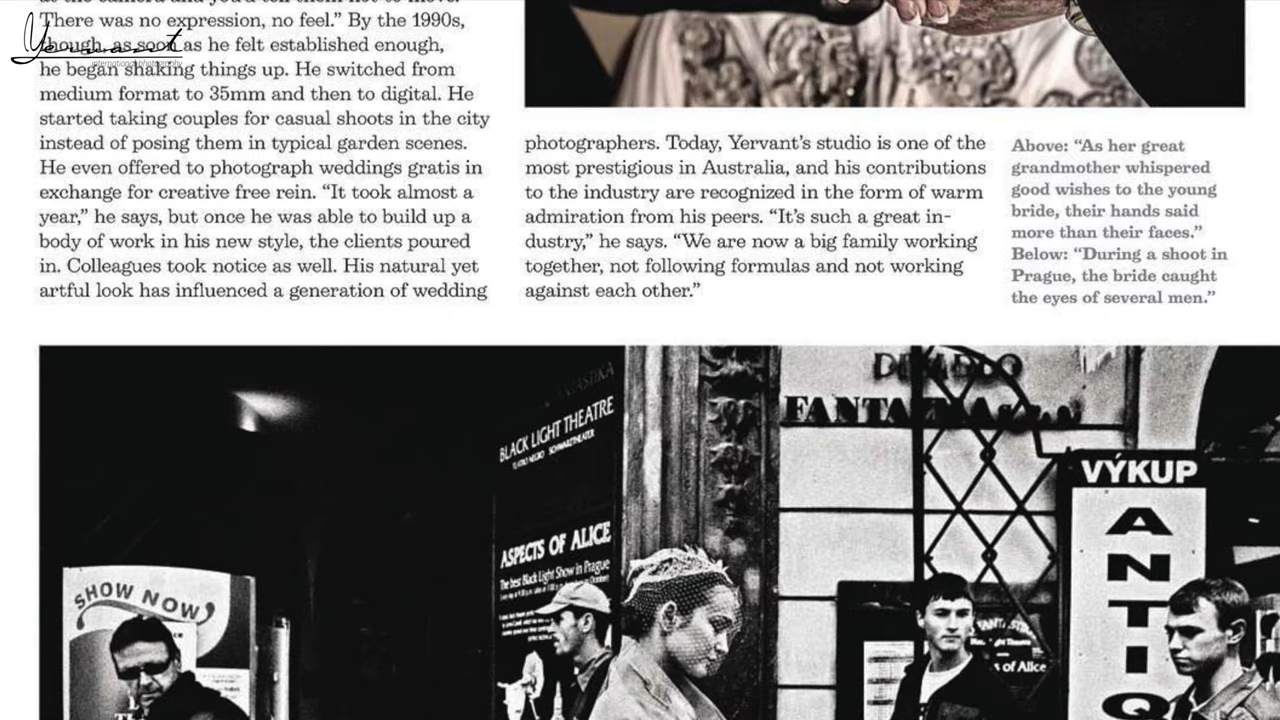 There was no expression, no feel.” By the 1990s,
though, as soon as he felt established enough,
he began shaking things up. He switched from
medium format to 35mm and then to digital. He
started taking couples for casual shoots in the city
instead of posing them in typical garden scenes.
He even offered to photograph weddings gratis in
exchange for creative free rein. “It took almost a
year,” he says, but once he was able to build up a
body of work in his new style, the clients poured
in. Colleagues took notice as well. His natural yet
artful look has influenced a generation of wedding
photographers. Today, Yervant’s studio is one of the
most prestigious in Australia, and his contributions
to the industry are recognized in the form of warm
admiration from his peers. “It’s such a great in-
dustry,” he says. “We are now a big family working
together, not following formulas and not working
against each other.”
Above: “As her great
grandmother whispered
good wishes to the young
bride, their hands said
more than their faces.”
Below: “During a shoot in
Prague, the bride caught
the eyes of several men.”
Yervant
international photography
SHOW NOW
BLACK LIGHT THEATRE
ASPECTS OF ALICE
The best Black Light Show in Prague
DIVADLO
FANTAZMA
of Alice
VÝKUP
ANTIQ